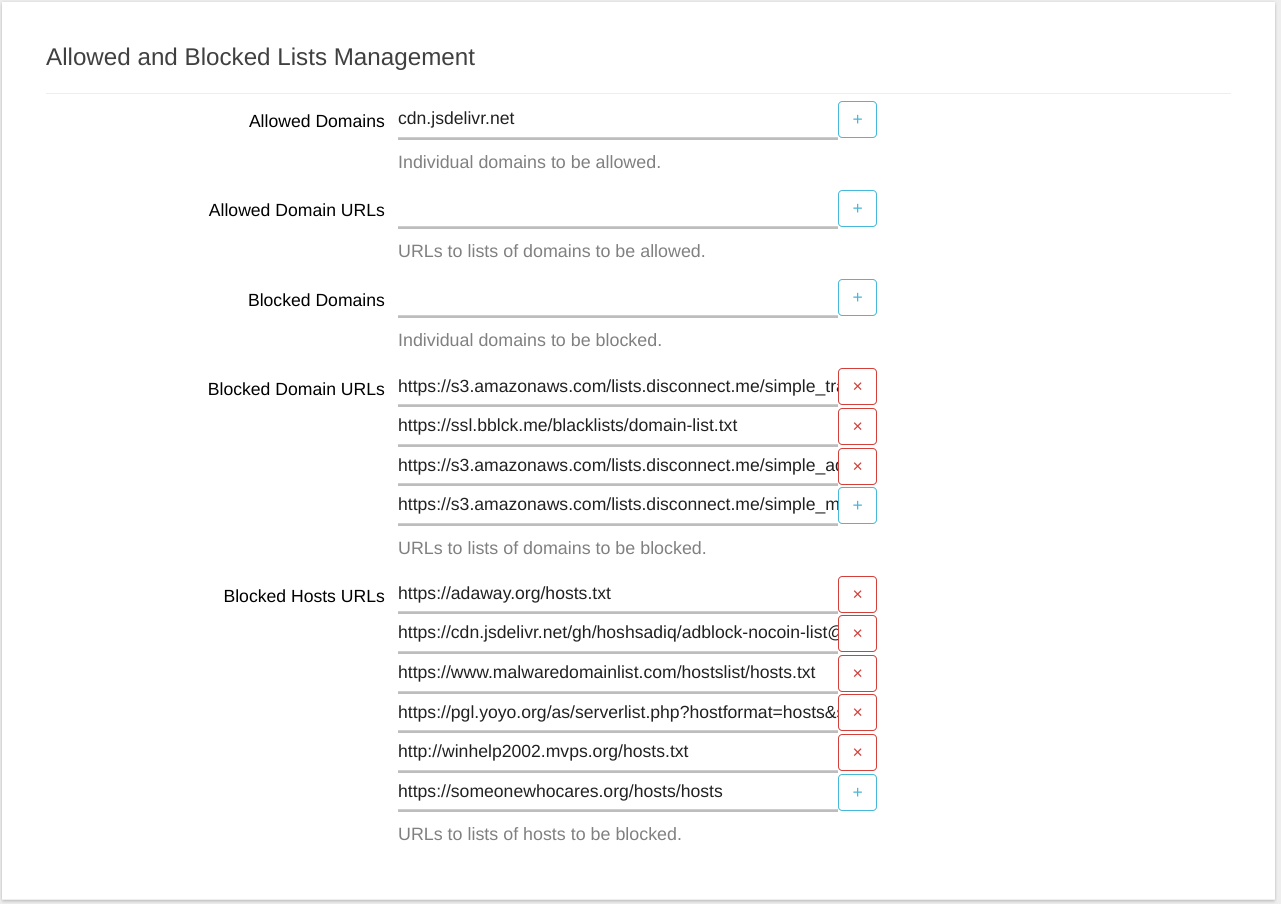 Allowed and Blocked Lists Management
Allowed Domains cdn.jsdelivr.net +
Individual domains to be allowed.
Allowed Domain URLs +
URLs to lists of domains to be allowed.
Blocked Domains +
Individual domains to be blocked.
Blocked Domain URLs https://s3.amazonaws.com/lists.disconnect.me/simple_tra ×
https://ssl.bblck.me/blacklists/domain-list.txt ×
https://s3.amazonaws.com/lists.disconnect.me/simple_ad ×
https://s3.amazonaws.com/lists.disconnect.me/simple_m +
URLs to lists of domains to be blocked.
Blocked Hosts URLs https://adaway.org/hosts.txt ×
https://cdn.jsdelivr.net/gh/hoshsadiq/adblock-nocoin-list@ ×
https://www.malwaredomainlist.com/hostslist/hosts.txt ×
https://pgl.yoyo.org/as/serverlist.php?hostformat=hosts& ×
http://winhelp2002.mvps.org/hosts.txt ×
https://someonewhocares.org/hosts/hosts +
URLs to lists of hosts to be blocked.